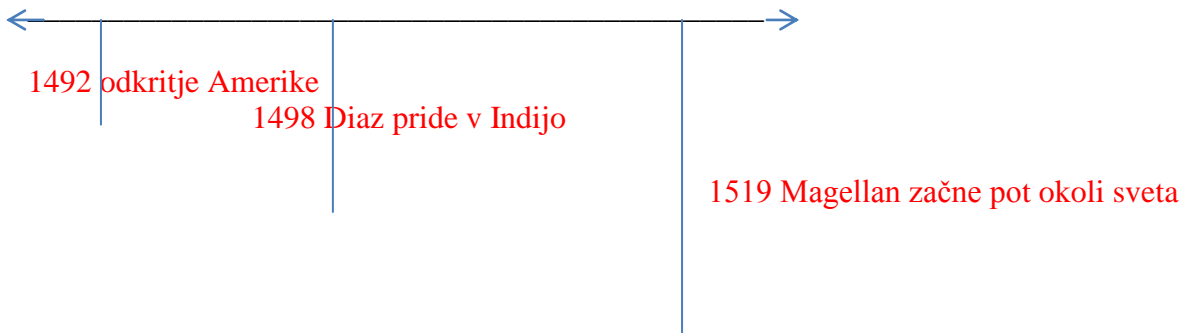 1492 odkritje Amerike
1498 Diaz pride v Indijo
1519 Magellan začne pot okoli sveta